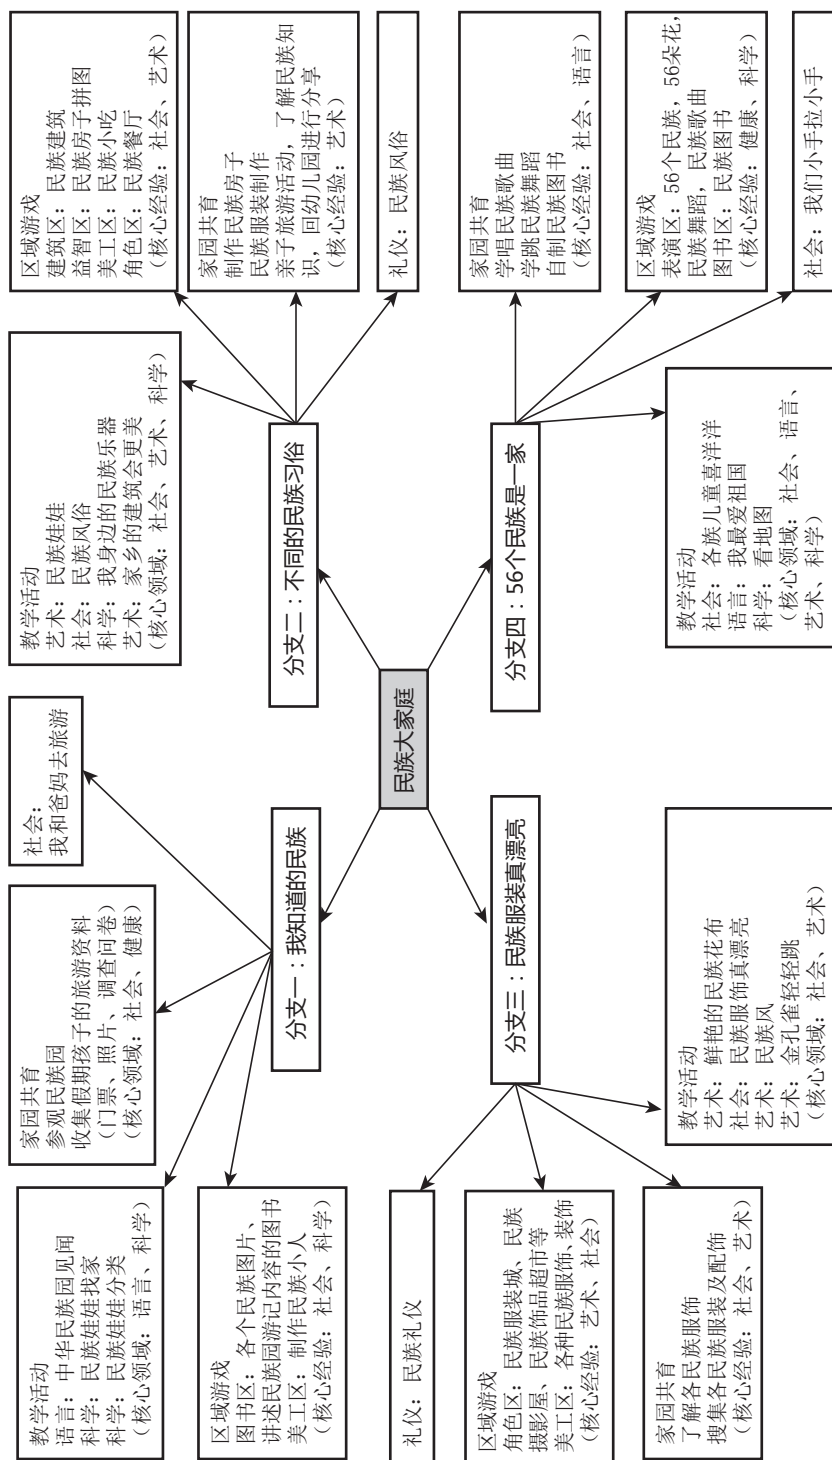 民族大家庭
分支一：我知道的民族
教学活动
语言：中华民族园见闻
科学：民族娃娃找家
科学：民族娃娃分类
（核心领域：语言、科学）
区域游戏
图书区：各个民族图片、
讲述民族园游记内容的图书
美工区：制作民族小人
（核心经验：社会、科学）
家园共育
参观民族园
收集假期孩子的旅游资料
（门票、照片、调查问卷）
（核心领域：社会、健康）
社会：
我和爸妈去旅游
分支二：不同的民族习俗
教学活动
艺术：民族娃娃
社会：民族风俗
科学：我身边的民族乐器
艺术：家乡的建筑会更美
（核心领域：社会、艺术、科学）
区域游戏
建筑区：民族建筑
益智区：民族房子拼图
美工区：民族小吃
角色区：民族餐厅
（核心经验：社会、艺术）
家园共育
制作民族房子
民族服装制作
亲子旅游活动，了解民族知
识，回幼儿园进行分享
（核心经验：艺术）
礼仪：民族风俗
分支三：民族服装真漂亮
礼仪：民族礼仪
区域游戏
角色区：民族服装城、民族
摄影屋、民族饰品超市等
美工区：各种民族服饰、装饰
（核心经验：艺术、社会）
家园共育
了解各民族服饰
搜集各民族服装及配饰
（核心经验：社会、艺术）
教学活动
艺术：鲜艳的民族花布
社会：民族服饰真漂亮
艺术：民族风
艺术：金孔雀轻轻跳
（核心领域：社会、艺术）
分支四：56个民族是一家
家园共育
学唱民族歌曲
学跳民族舞蹈
自制民族图书
（核心经验：社会、语言）
区域游戏
表演区：56个民族，56朵花，
民族舞蹈，民族歌曲
图书区：民族图书
（核心经验：健康、科学）
社会：我们小手拉小手
教学活动
社会：各族儿童喜洋洋
语言：我最爱祖国
科学：看地图
（核心领域：社会、语言、
艺术、科学）